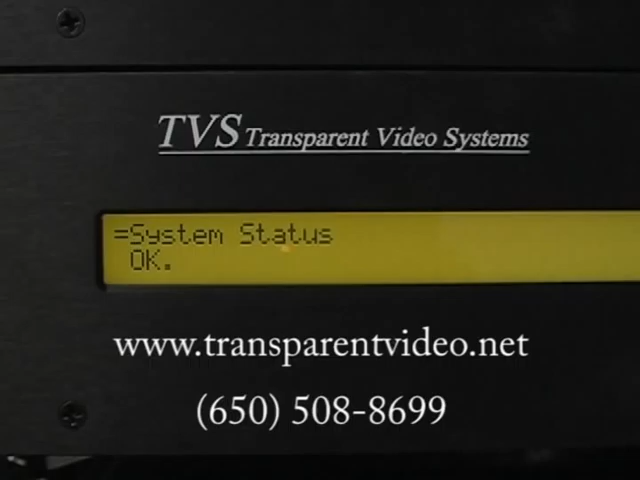 TVS Transparent Video Systems
=System Status
OK.
www.transparentvideo.net
(650) 508-8699